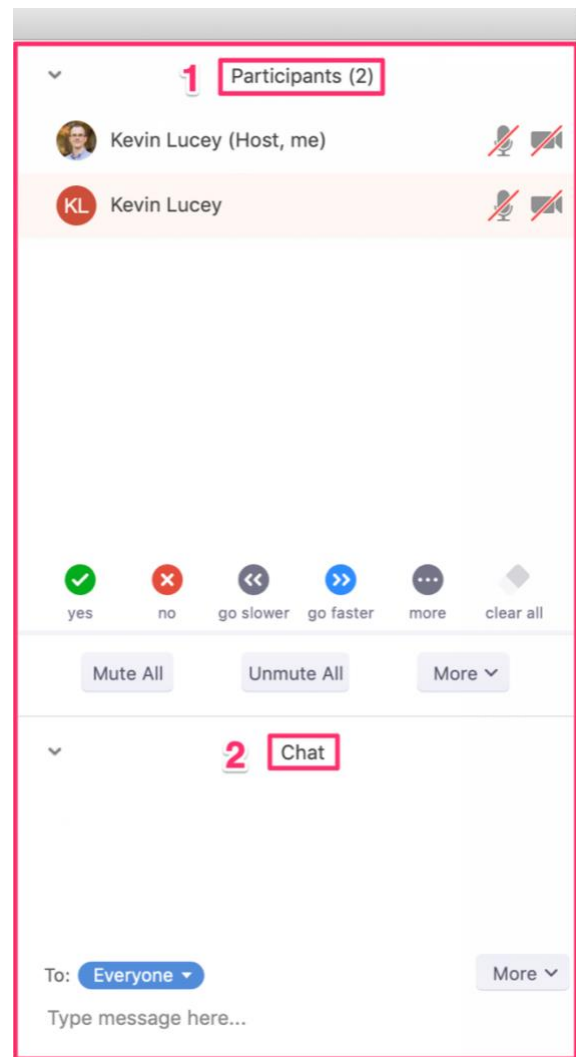 1 Participants (2)
Kevin Lucey (Host, me)
KL Kevin Lucey
yes no go slower go faster more clear all
Mute All Unmute All More
2 Chat
To: Everyone More
Type message here...